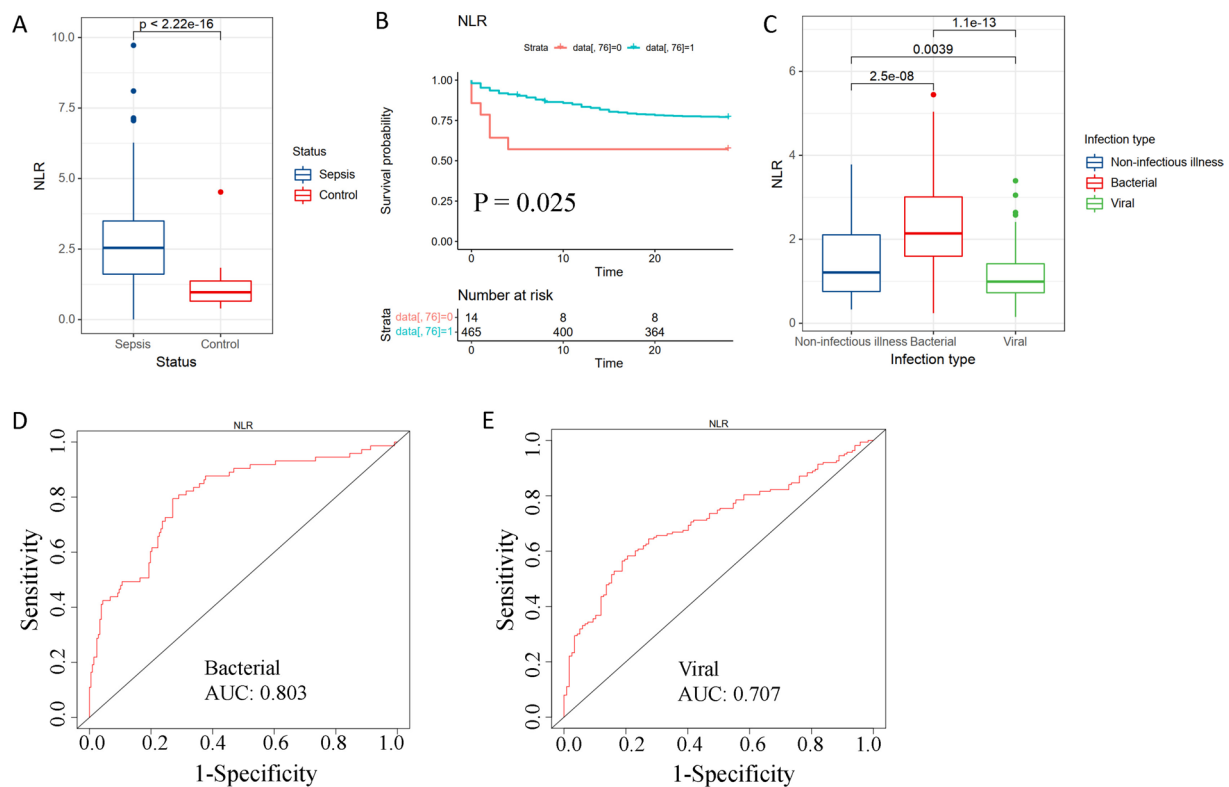 A
p < 2.22e-16
10.0
7.5
5.0
2.5
0.0
NLR
Sepsis
Control
Status
Status
Sepsis
Control
B
NLR
Strata data[, 76]=0 data[, 76]=1
1.00
0.75
0.50
0.25
0.00
Survival probability
P = 0.025
0 10 20
Time
Number at risk
Strata
data[, 76]=0 14 8 8
data[, 76]=1 465 400 364
0 10 20
Time
C
1.1e-13
0.0039
2.5e-08
6
4
2
0
NLR
Non-infectious illness Bacterial Viral
Infection type
Infection type
Non-infectious illness
Bacterial
Viral
D
NLR
1.0
0.8
0.6
0.4
0.2
0.0
Sensitivity
Bacterial
AUC: 0.803
0.0 0.2 0.4 0.6 0.8 1.0
1-Specificity
E
NLR
1.0
0.8
0.6
0.4
0.2
0.0
Sensitivity
Viral
AUC: 0.707
0.0 0.2 0.4 0.6 0.8 1.0
1-Specificity